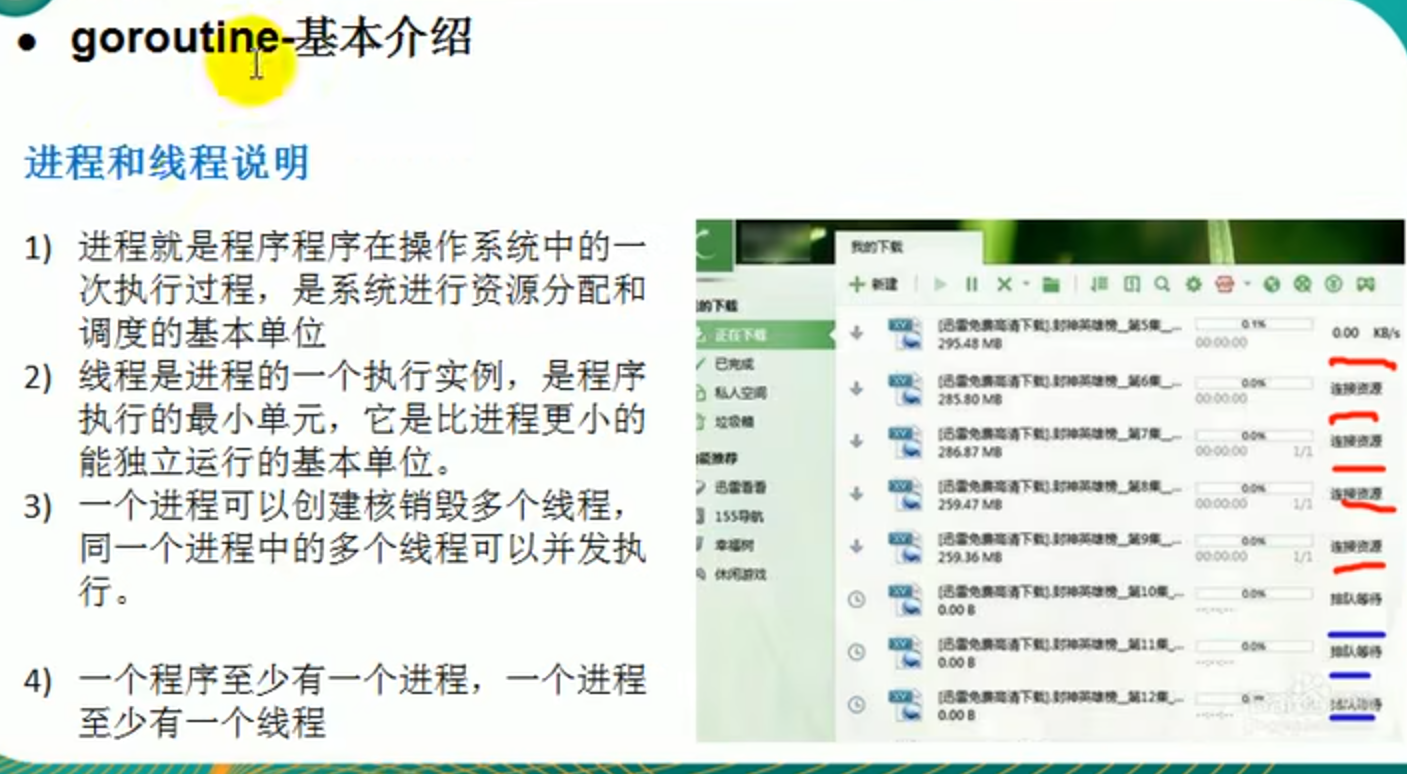 ● goroutine-基本介绍
进程和线程说明
1) 进程就是程序程序在操作系统中的一
次执行过程，是系统进行资源分配和
调度的基本单位
2) 线程是进程的一个执行实例，是程序
执行的最小单元，它是比进程更小的
能独立运行的基本单位。
3) 一个进程可以创建核销毁多个线程，
同一个进程中的多个线程可以并发执
行。
4) 一个程序至少有一个进程，一个进程
至少有一个线程
我的下载
新建
的下载
正在下载
已完成
私人空间
垃圾箱
能推荐
迅雷看看
155导航
幸福树
休闲游戏
[迅雷免费高清下载].封神英雄榜__第5集__...
0.1%
0.00 KB/s
295.48 MB
00:00:00
[迅雷免费高清下载].封神英雄榜__第6集__...
0.0%
连接资源
285.80 MB
00:00:00
[迅雷免费高清下载].封神英雄榜__第7集__...
0.0%
连接资源
286.87 MB
00:00:00 1/1
[迅雷免费高清下载].封神英雄榜__第8集__...
0.0%
连接资源
259.47 MB
00:00:00 1/1
[迅雷免费高清下载].封神英雄榜__第9集__...
0.0%
连接资源
259.36 MB
00:00:00 1/1
[迅雷免费高清下载].封神英雄榜__第10集__...
0.0%
排队等待
0.00 B
--:--:--
[迅雷免费高清下载].封神英雄榜__第11集__...
0.0%
排队等待
0.00 B
--:--:--
[迅雷免费高清下载].封神英雄榜__第12集__...
排队等待
0.00 B
--:--:--